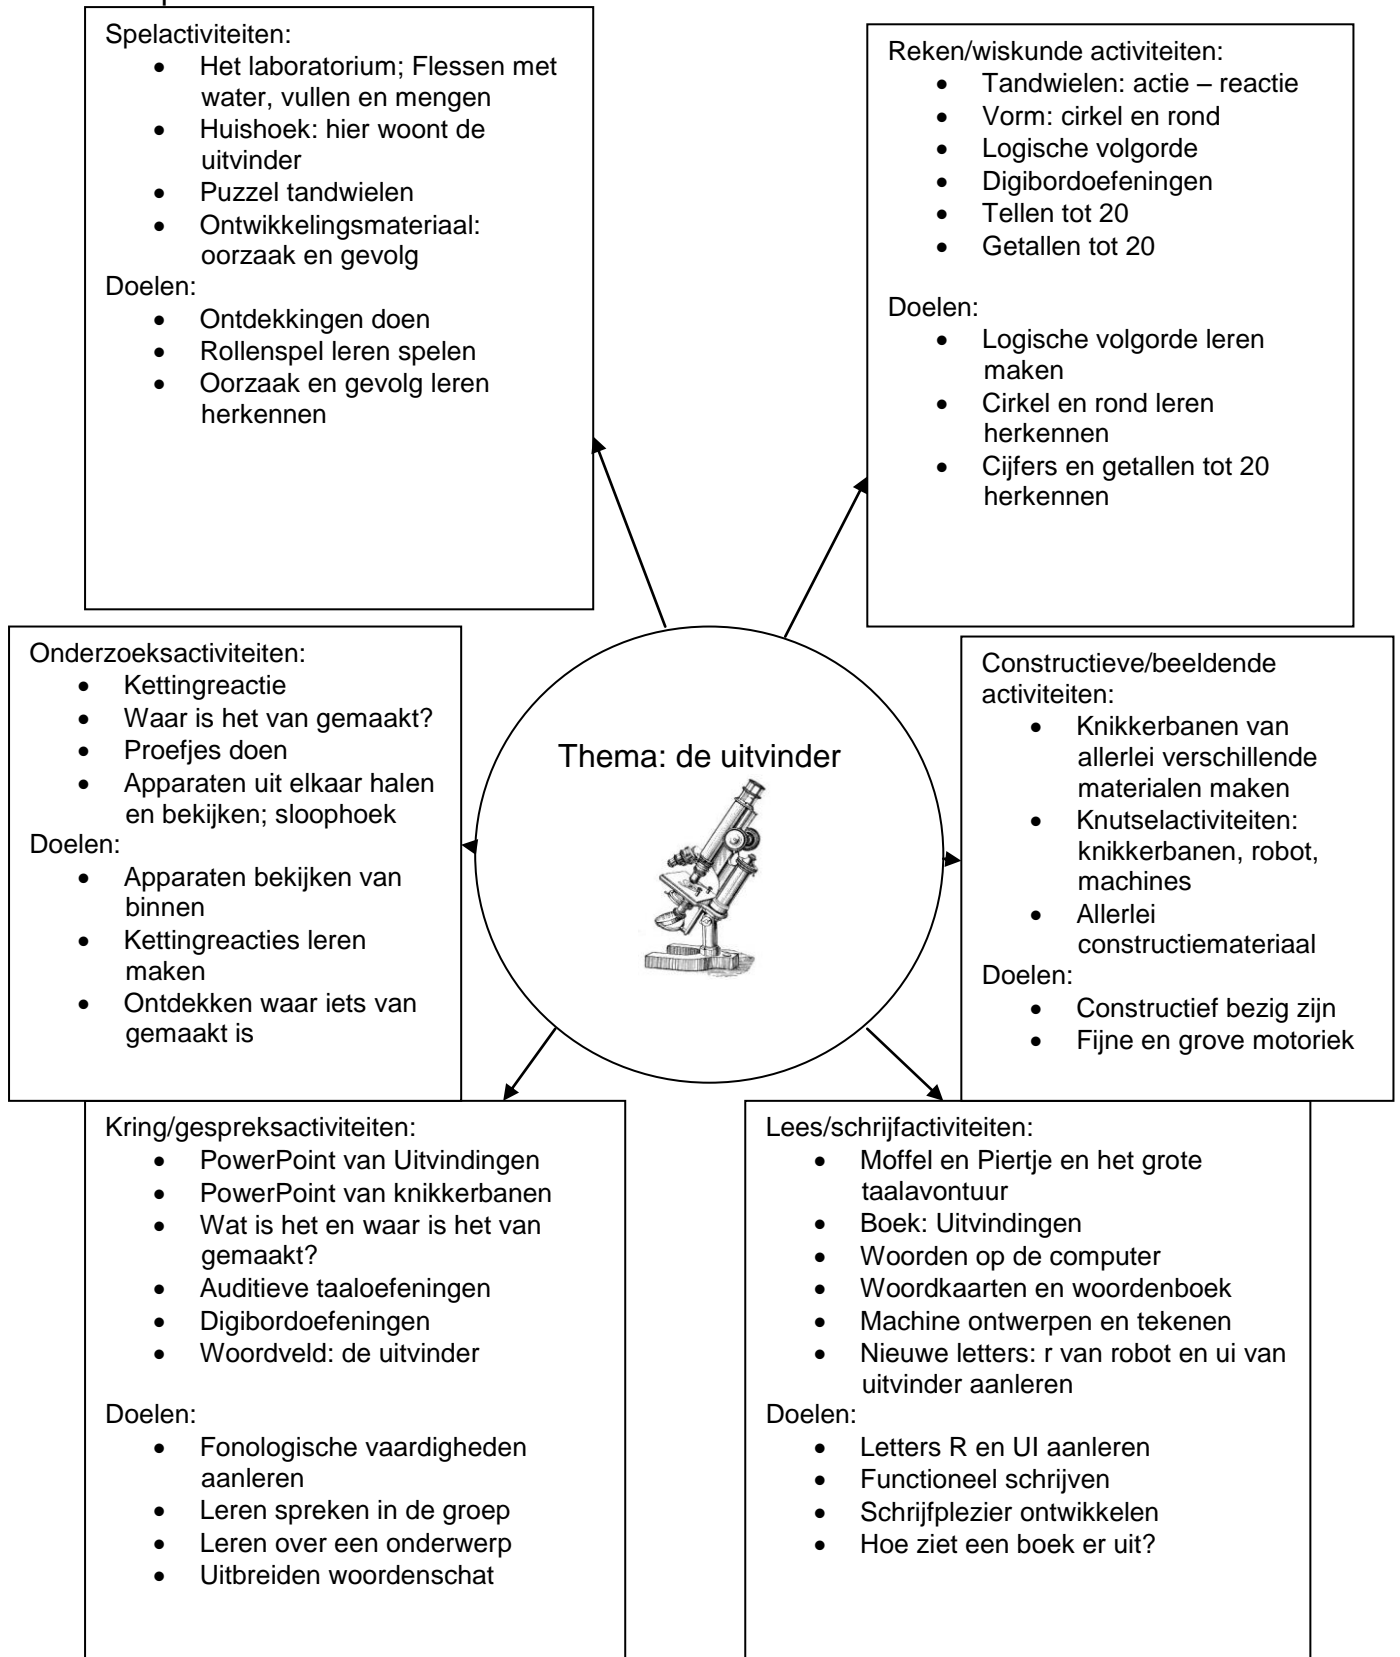 Spelactiviteiten:
• Het laboratorium; Flessen met
water, vullen en mengen
• Huishoek: hier woont de
uitvinder
• Puzzel tandwielen
• Ontwikkelingsmateriaal:
oorzaak en gevolg
Doelen:
• Ontdekkingen doen
• Rollenspel leren spelen
• Oorzaak en gevolg leren
herkennen
Reken/wiskunde activiteiten:
• Tandwielen: actie – reactie
• Vorm: cirkel en rond
• Logische volgorde
• Digibordoefeningen
• Tellen tot 20
• Getallen tot 20
Doelen:
• Logische volgorde leren
maken
• Cirkel en rond leren
herkennen
• Cijfers en getallen tot 20
herkennen
Onderzoeksactiviteiten:
• Kettingreactie
• Waar is het van gemaakt?
• Proefjes doen
• Apparaten uit elkaar halen
en bekijken; sloophoek
Doelen:
• Apparaten bekijken van
binnen
• Kettingreacties leren
maken
• Ontdekken waar iets van
gemaakt is
Thema: de uitvinder
Constructieve/beeldende
activiteiten:
• Knikkerbanen van
allerlei verschillende
materialen maken
• Knutselactiviteiten:
knikkerbanen, robot,
machines
• Allerlei
constructiemateriaal
Doelen:
• Constructief bezig zijn
• Fijne en grove motoriek
Kring/gespreksactiviteiten:
• PowerPoint van Uitvindingen
• PowerPoint van knikkerbanen
• Wat is het en waar is het van
gemaakt?
• Auditieve taaloefeningen
• Digibordoefeningen
• Woordveld: de uitvinder
Doelen:
• Fonologische vaardigheden
aanleren
• Leren spreken in de groep
• Leren over een onderwerp
• Uitbreiden woordenschat
Lees/schrijfactiviteiten:
• Moffel en Piertje en het grote
taalavontuur
• Boek: Uitvindingen
• Woorden op de computer
• Woordkaarten en woordenboek
• Machine ontwerpen en tekenen
• Nieuwe letters: r van robot en ui van
uitvinder aanleren
Doelen:
• Letters R en UI aanleren
• Functioneel schrijven
• Schrijfplezier ontwikkelen
• Hoe ziet een boek er uit?